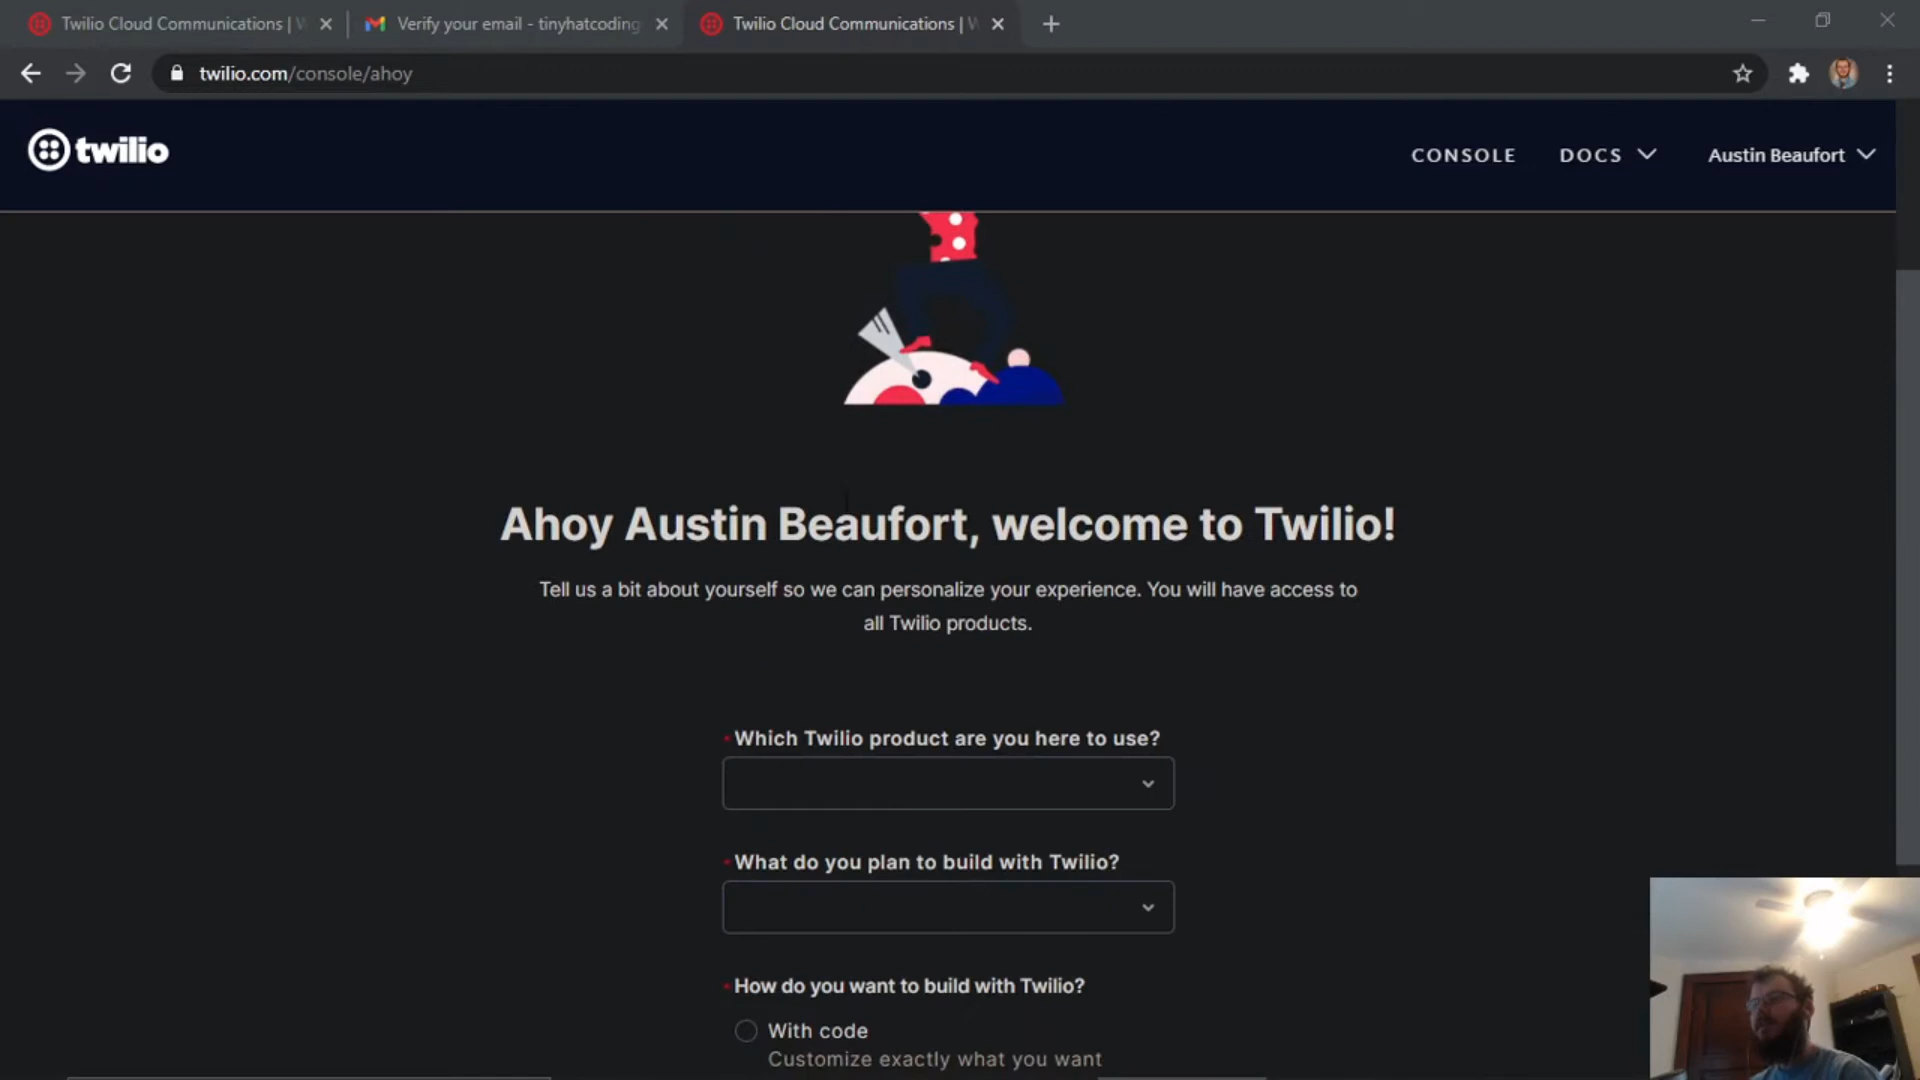 Twilio Cloud Communications | W
Verify your email - tinyhatcoding
Twilio Cloud Communications | W
twilio.com/console/ahoy
twilio
CONSOLE
DOCS
Austin Beaufort
Ahoy Austin Beaufort, welcome to Twilio!
Tell us a bit about yourself so we can personalize your experience. You will have access to
all Twilio products.
Which Twilio product are you here to use?
What do you plan to build with Twilio?
How do you want to build with Twilio?
With code
Customize exactly what you want